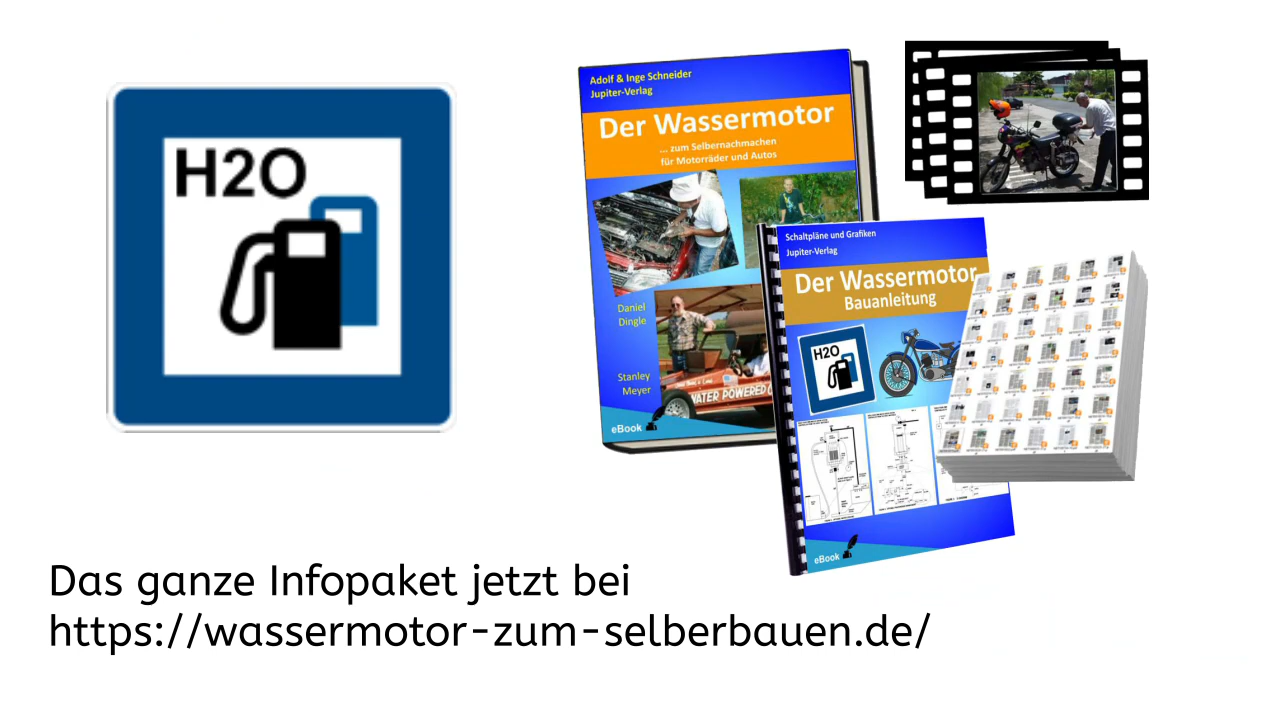 H2O
Adolf & Inge Schneider
Jupiter-Verlag
Der Wassermotor
... zum Selbernachmachen
für Motorräder und Autos
Daniel
Dingle
Stanley
Meyer
WATER POWERED
eBook
Schaltpläne und Grafiken
Jupiter-Verlag
Der Wassermotor
Bauanleitung
H2O
eBook
Das ganze Infopaket jetzt bei
https://wassermotor-zum-selberbauen.de/